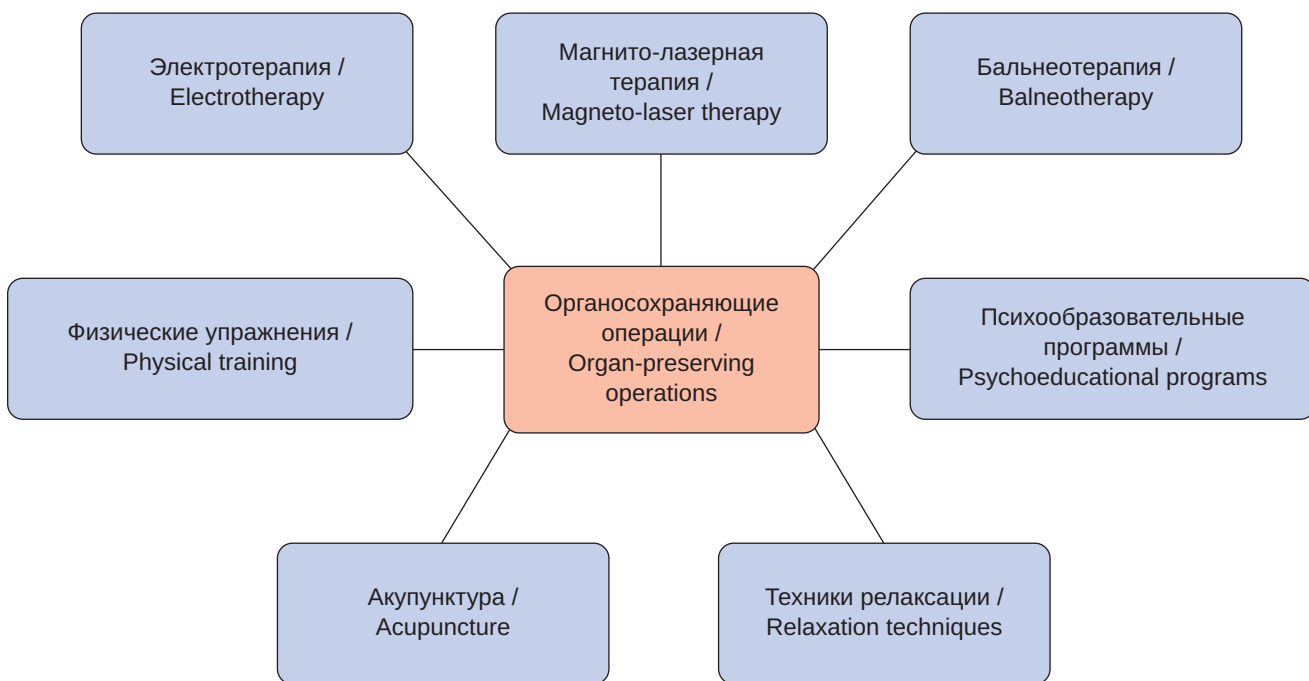 Электротерапия /
Electrotherapy
Магнито-лазерная
терапия /
Magneto-laser therapy
Бальнеотерапия /
Balneotherapy
Физические упражнения /
Physical training
Органосохраняющие
операции /
Organ-preserving
operations
Психообразовательные
программы /
Psychoeducational programs
Акупунктура /
Acupuncture
Техники релаксации /
Relaxation techniques